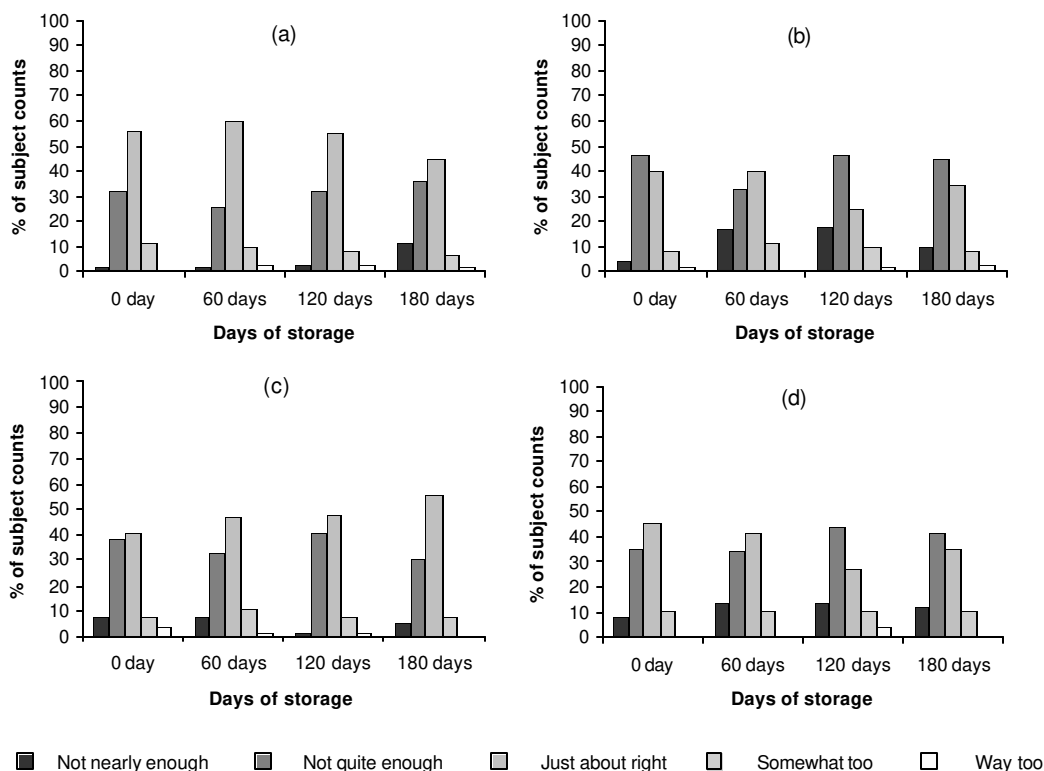 (a)
% of subject counts
100
90
80
70
60
50
40
30
20
10
0
0 day 60 days 120 days 180 days
Days of storage
(b)
% of subject counts
100
90
80
70
60
50
40
30
20
10
0
0 day 60 days 120 days 180 days
Days of storage
(c)
% of subject counts
100
90
80
70
60
50
40
30
20
10
0
0 day 60 days 120 days 180 days
Days of storage
(d)
% of subject counts
100
90
80
70
60
50
40
30
20
10
0
0 day 60 days 120 days 180 days
Days of storage
Not nearly enough Not quite enough Just about right Somewhat too Way too